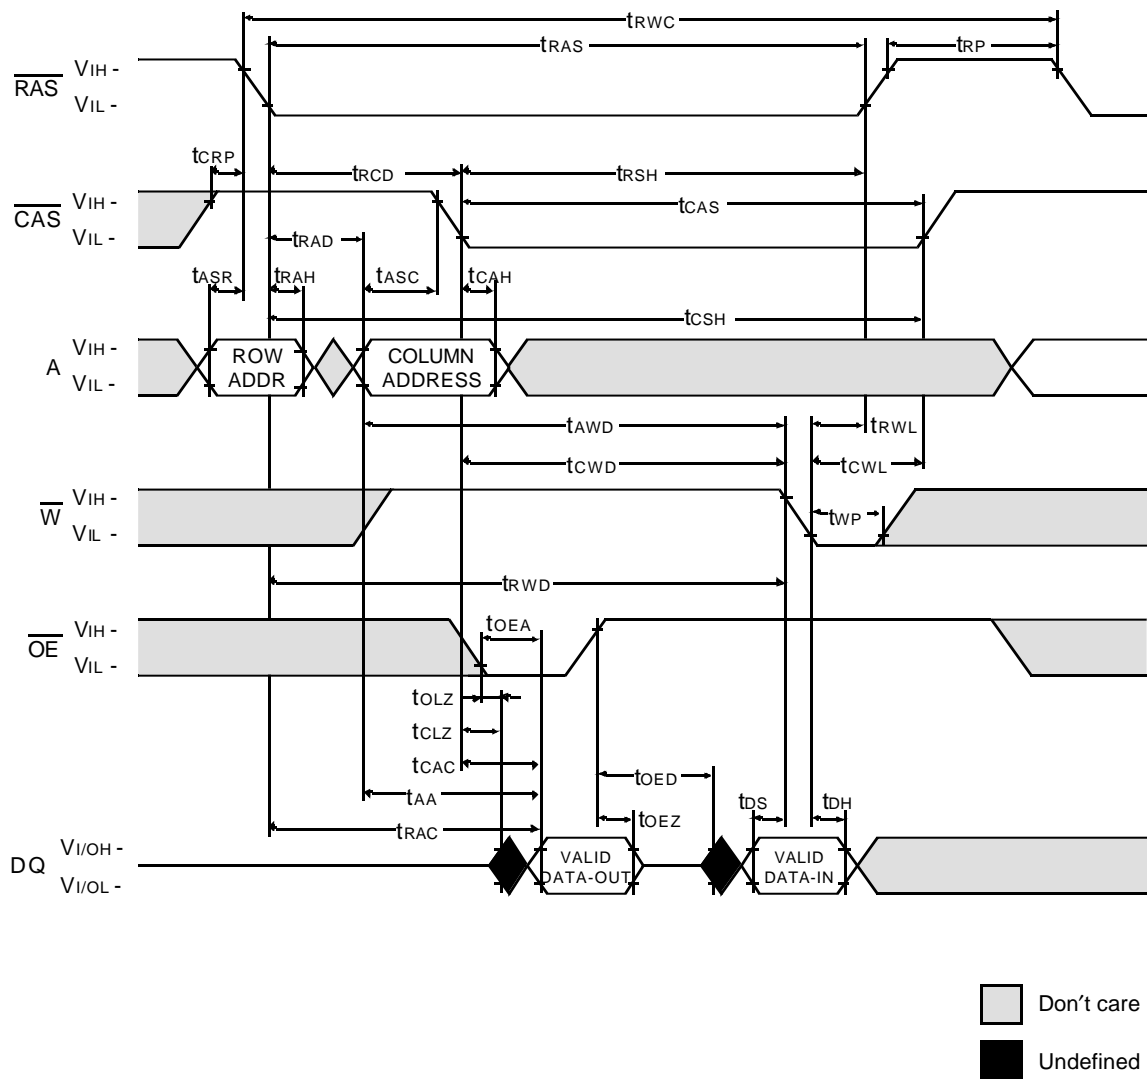 tRWC
tRAS
tRP
RAS
VIH -
VIL -
tCRP
tRCD
tRSH
CAS
VIH -
VIL -
tCAS
tRAD
tASR
tRAH
tASC
tCAH
tCSH
A
VIH -
VIL -
ROW
ADDR
COLUMN
ADDRESS
tAWD
tRWL
tCWD
tCWL
W
VIH -
VIL -
tWP
tRWD
OE
VIH -
VIL -
tOEA
tOLZ
tCLZ
tCAC
tOED
tAA
tDS
tDH
tRAC
tOEZ
DQ
VI/OH -
VI/OL -
VALID
DATA-OUT
VALID
DATA-IN
Don't care
Undefined